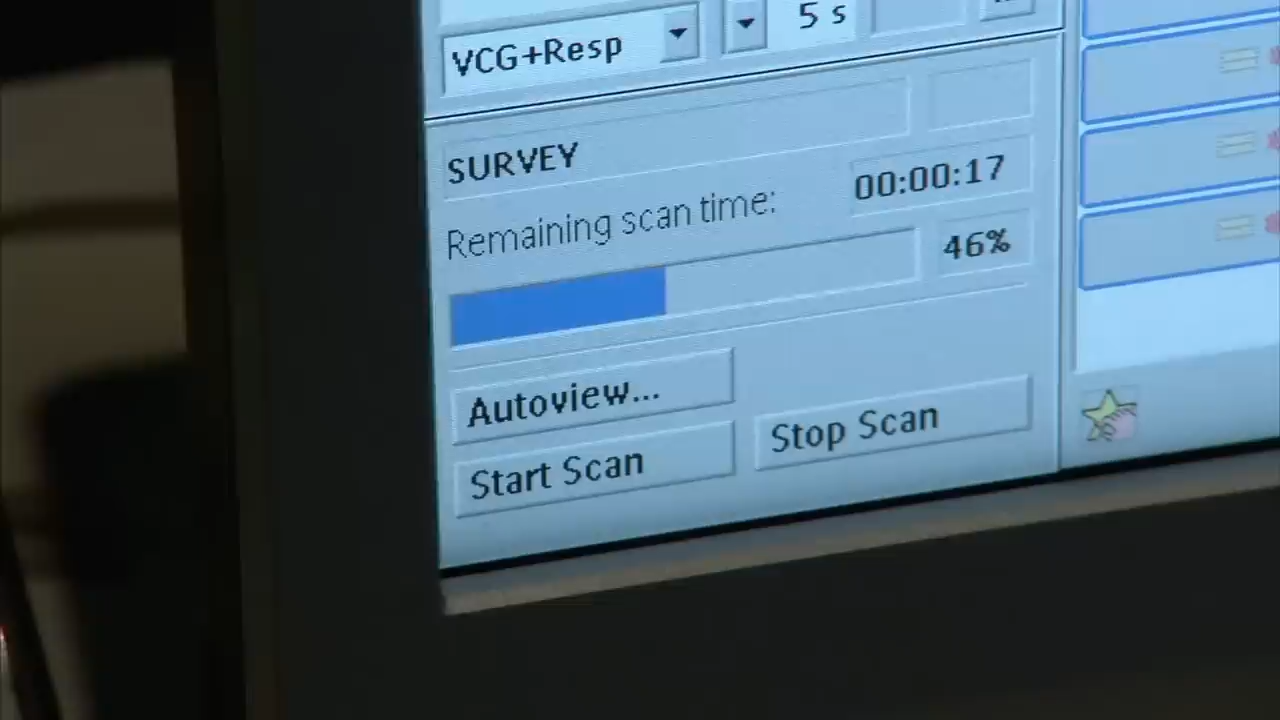 VCG+Resp 5 s
SURVEY
Remaining scan time: 00:00:17
46%
Autoview...
Start Scan Stop Scan